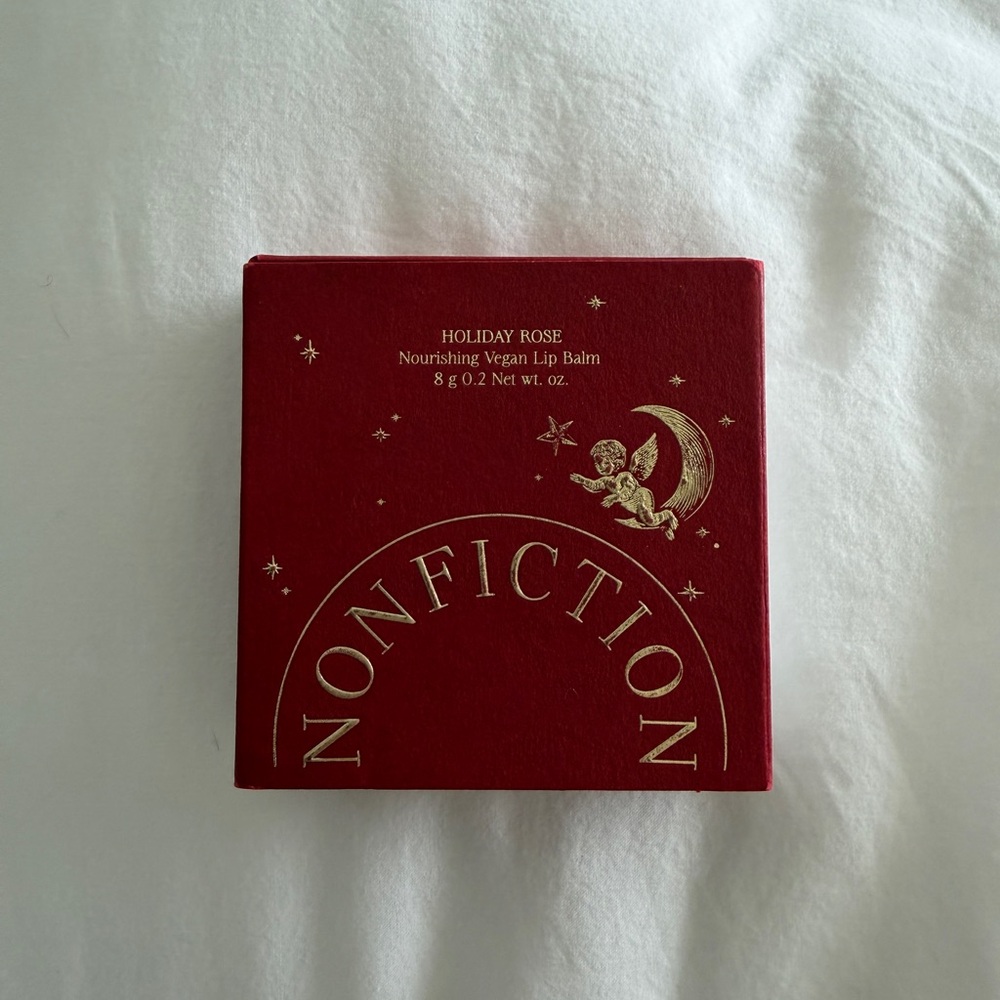 HOLIDAY ROSE
Nourishing Vegan Lip Balm
8 g 0.2 Net wt. oz.
NONFICTION